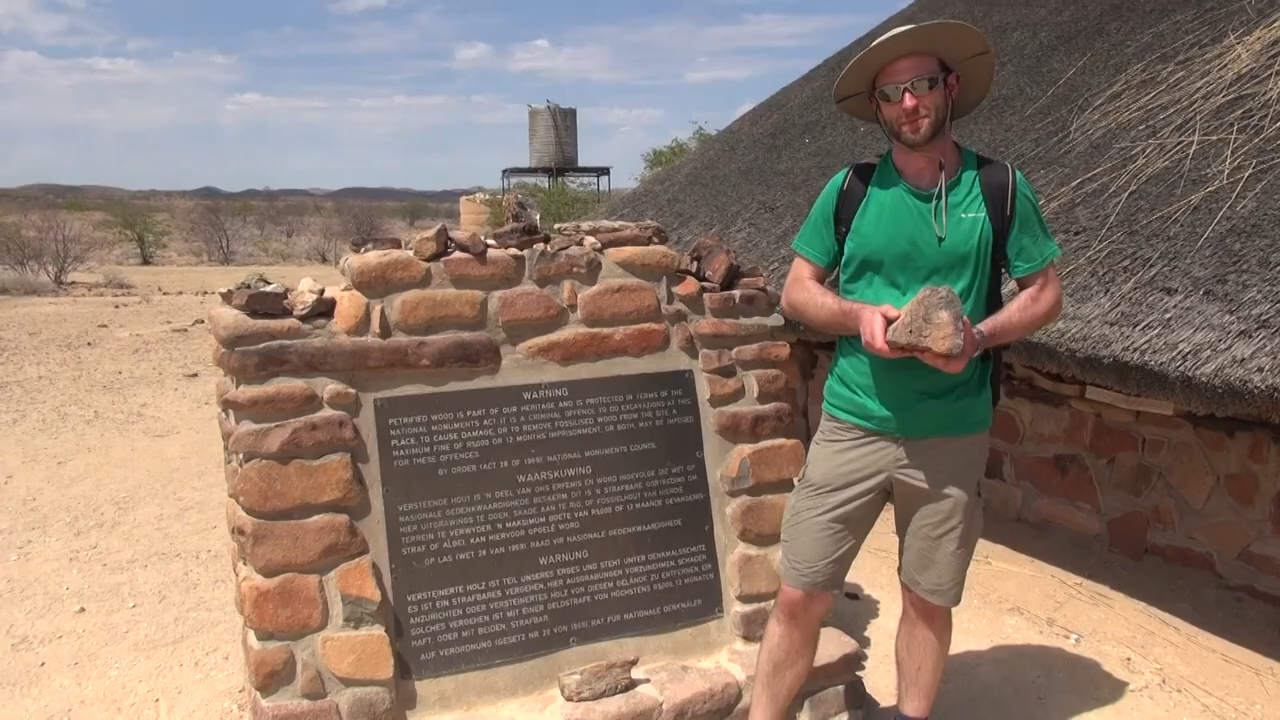 WARNING
PETRIFIED WOOD IS PART OF OUR HERITAGE AND IS PROTECTED IN TERMS OF THE
NATIONAL MONUMENTS ACT. IT IS A CRIMINAL OFFENCE TO DO EXCAVATIONS AT THIS
PLACE, TO CAUSE DAMAGE, OR TO REMOVE FOSSILISED WOOD FROM THE SITE. A
MAXIMUM FINE OF R5,000 OR 12 MONTHS IMPRISONMENT, OR BOTH, MAY BE IMPOSED
FOR THESE OFFENCES.
BY ORDER (ACT 28 OF 1969), NATIONAL MONUMENTS COUNCIL
WAARSKUWING
VERSTEENDE HOUT IS 'N DEEL VAN ONS ERFENIS EN WORD INGEVOLGE DIE WET OP
NASIONALE GEDENKWAARDIGHEDE BESKERM. DIT IS 'N STRAFBARE OORTREDING OM
HIER UITGRAWINGS TE DOEN, SKADE AAN TE RIG, OF FOSSIELHOUT VAN HIERDIE
TERREIN TE VERWYDER. 'N MAKSIMUM BOETE VAN R5000 OF 12 MAANDE GEVANGENIS-
STRAF OF ALBEI, KAN HIERVOOR OPGELÊ WORD.
OP LAS (WET 28 VAN 1969) RAAD VIR NASIONALE GEDENKWAARDIGHEDE
WARNUNG
VERSTEINERTE HOLZ IST TEIL UNSERES ERBES UND STEHT UNTER DENKMALSSCHUTZ.
ES IST EIN STRAFBARES VERGEHEN, HIER AUSGRABUNGEN VORZUNEHMEN, SCHADEN
ANZURICHTEN ODER VERSTEINERTES HOLZ VON DIESEM GELÄNDE ZU ENTFERNEN. EIN
SOLCHES VERGEHEN IST MIT EINER GELDSTRAFE VON HÖCHSTENS R5000, 12 MONATEN
HAFT, ODER MIT BEIDEN, STRAFBAR.
AUF VERORDNUNG (GESETZ NR 28 VON 1969) RAT FÜR NATIONALE DENKMÄLER